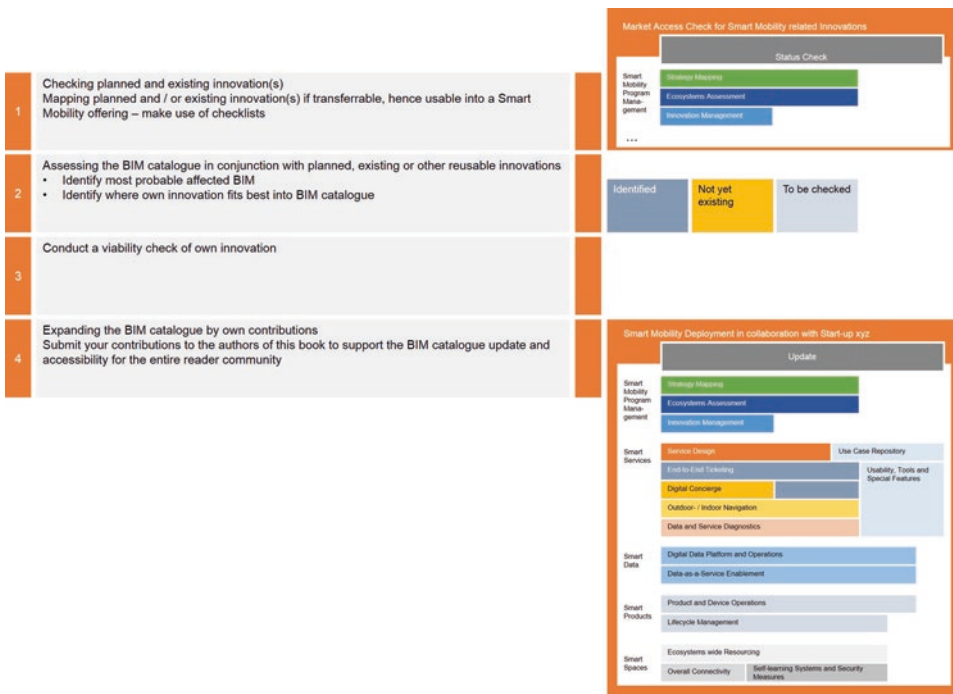 Market Access Check for Smart Mobility related Innovations
Status Check
Smart
Mobility
Program
Mana-
gement
Strategy Mapping
Ecosystems Assessment
Innovation Management
...
1
Checking planned and existing innovation(s)
Mapping planned and / or existing innovation(s) if transferrable, hence usable into a Smart
Mobility offering – make use of checklists
2
Assessing the BIM catalogue in conjunction with planned, existing or other reusable innovations
• Identify most probable affected BIM
• Identify where own innovation fits best into BIM catalogue
Identified
Not yet
existing
To be checked
3
Conduct a viability check of own innovation
4
Expanding the BIM catalogue by own contributions
Submit your contributions to the authors of this book to support the BIM catalogue update and
accessibility for the entire reader community
Smart Mobility Deployment in collaboration with Start-up xyz
Update
Smart
Mobility
Program
Mana-
gement
Strategy Mapping
Ecosystems Assessment
Innovation Management
Smart
Services
Service Design
Use Case Repository
End-to-End Ticketing
Usability, Tools and
Special Features
Digital Concierge
Outdoor- / Indoor Navigation
Data and Service Diagnostics
Smart
Data
Digital Data Platform and Operations
Data-as-a-Service Enablement
Smart
Products
Product and Device Operations
Lifecycle Management
Smart
Spaces
Ecosystems wide Resourcing
Overall Connectivity
Self-learning Systems and Security
Measures